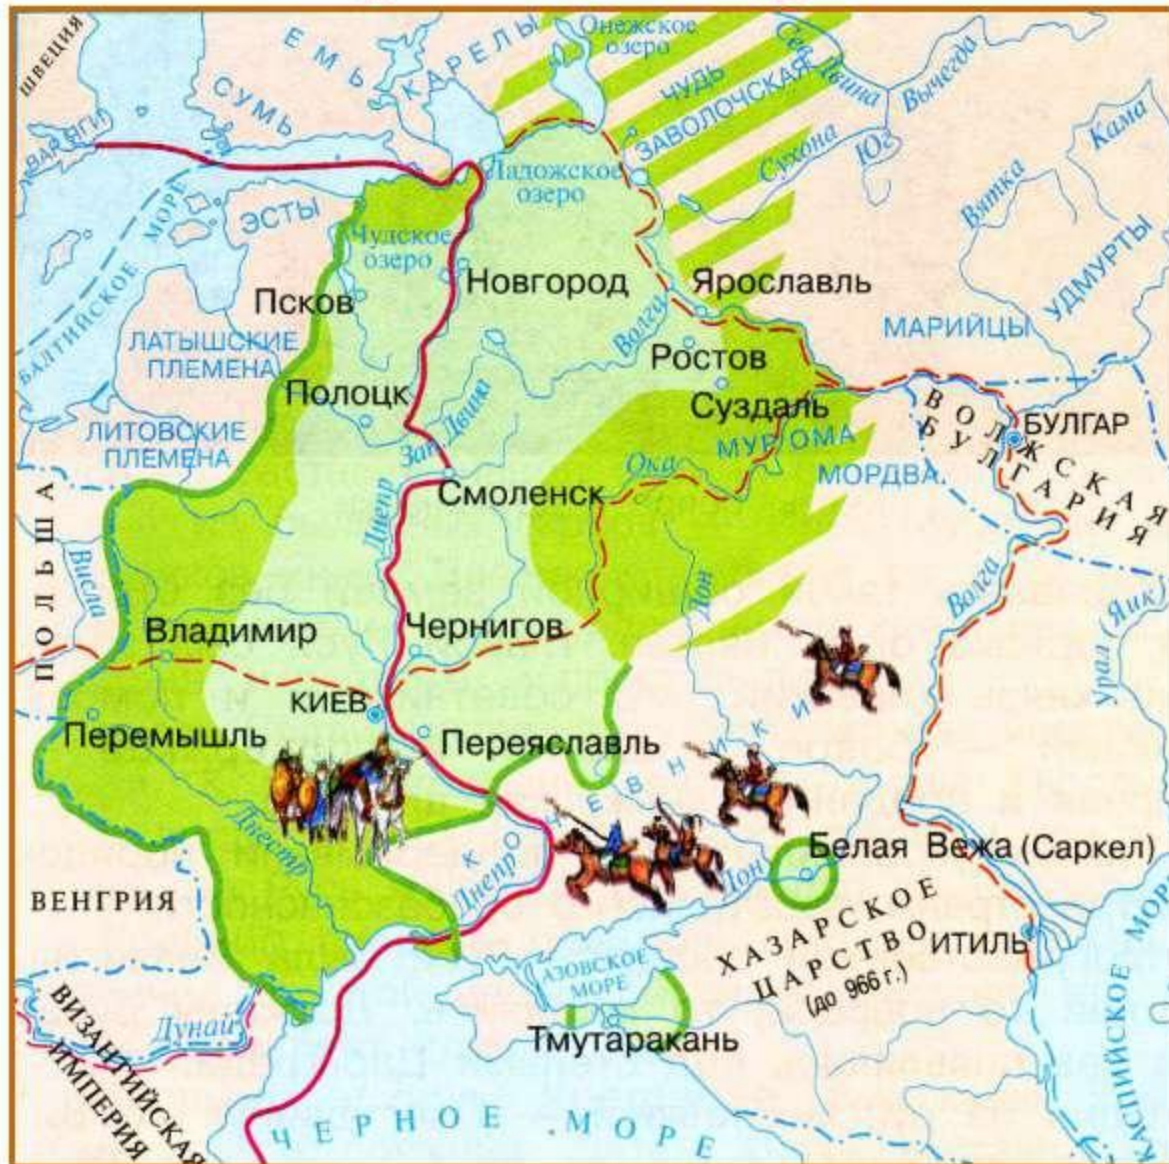 ШВЕЦИЯ
ЕМЬ
КАРЕЛЫ
Онежское
озеро
Сев. Двина
Вычегда
СУМЬ
ЧУДЬ
ЗАВОЛОЧСКАЯ
Кама
ВАРЯГИ
Сухона
Юг
Ладожское
озеро
Вятка
ЭСТЫ
БАЛТИЙСКОЕ МОРЕ
Чудское
озеро
УДМУРТЫ
Новгород
Ярославль
Псков
Волга
МАРИЙЦЫ
ЛАТЫШСКИЕ
ПЛЕМЕНА
Ростов
Полоцк
Зап. Двина
Суздаль
ВОЛЖСКАЯ
БУЛГАРИЯ
БУЛГАР
ЛИТОВСКИЕ
ПЛЕМЕНА
МУРОМА
Ока
МОРДВА
Смоленск
Днепр
ПОЛЬША
Висла
Дон
Волга
Урал (Яик)
Владимир
Чернигов
КИЕВ
Перемышль
Переяславль
КОЧЕВНИКИ
Днестр
Днепр
Дон
Белая Вежа (Саркел)
ВЕНГРИЯ
ХАЗАРСКОЕ
ЦАРСТВО
(до 966 г.)
ИТИЛЬ
АЗОВСКОЕ
МОРЕ
Дунай
Тмутаракань
ВИЗАНТИЙСКАЯ
ИМПЕРИЯ
ЧЕРНОЕ МОРЕ
КАСПИЙСКОЕ МОРЕ